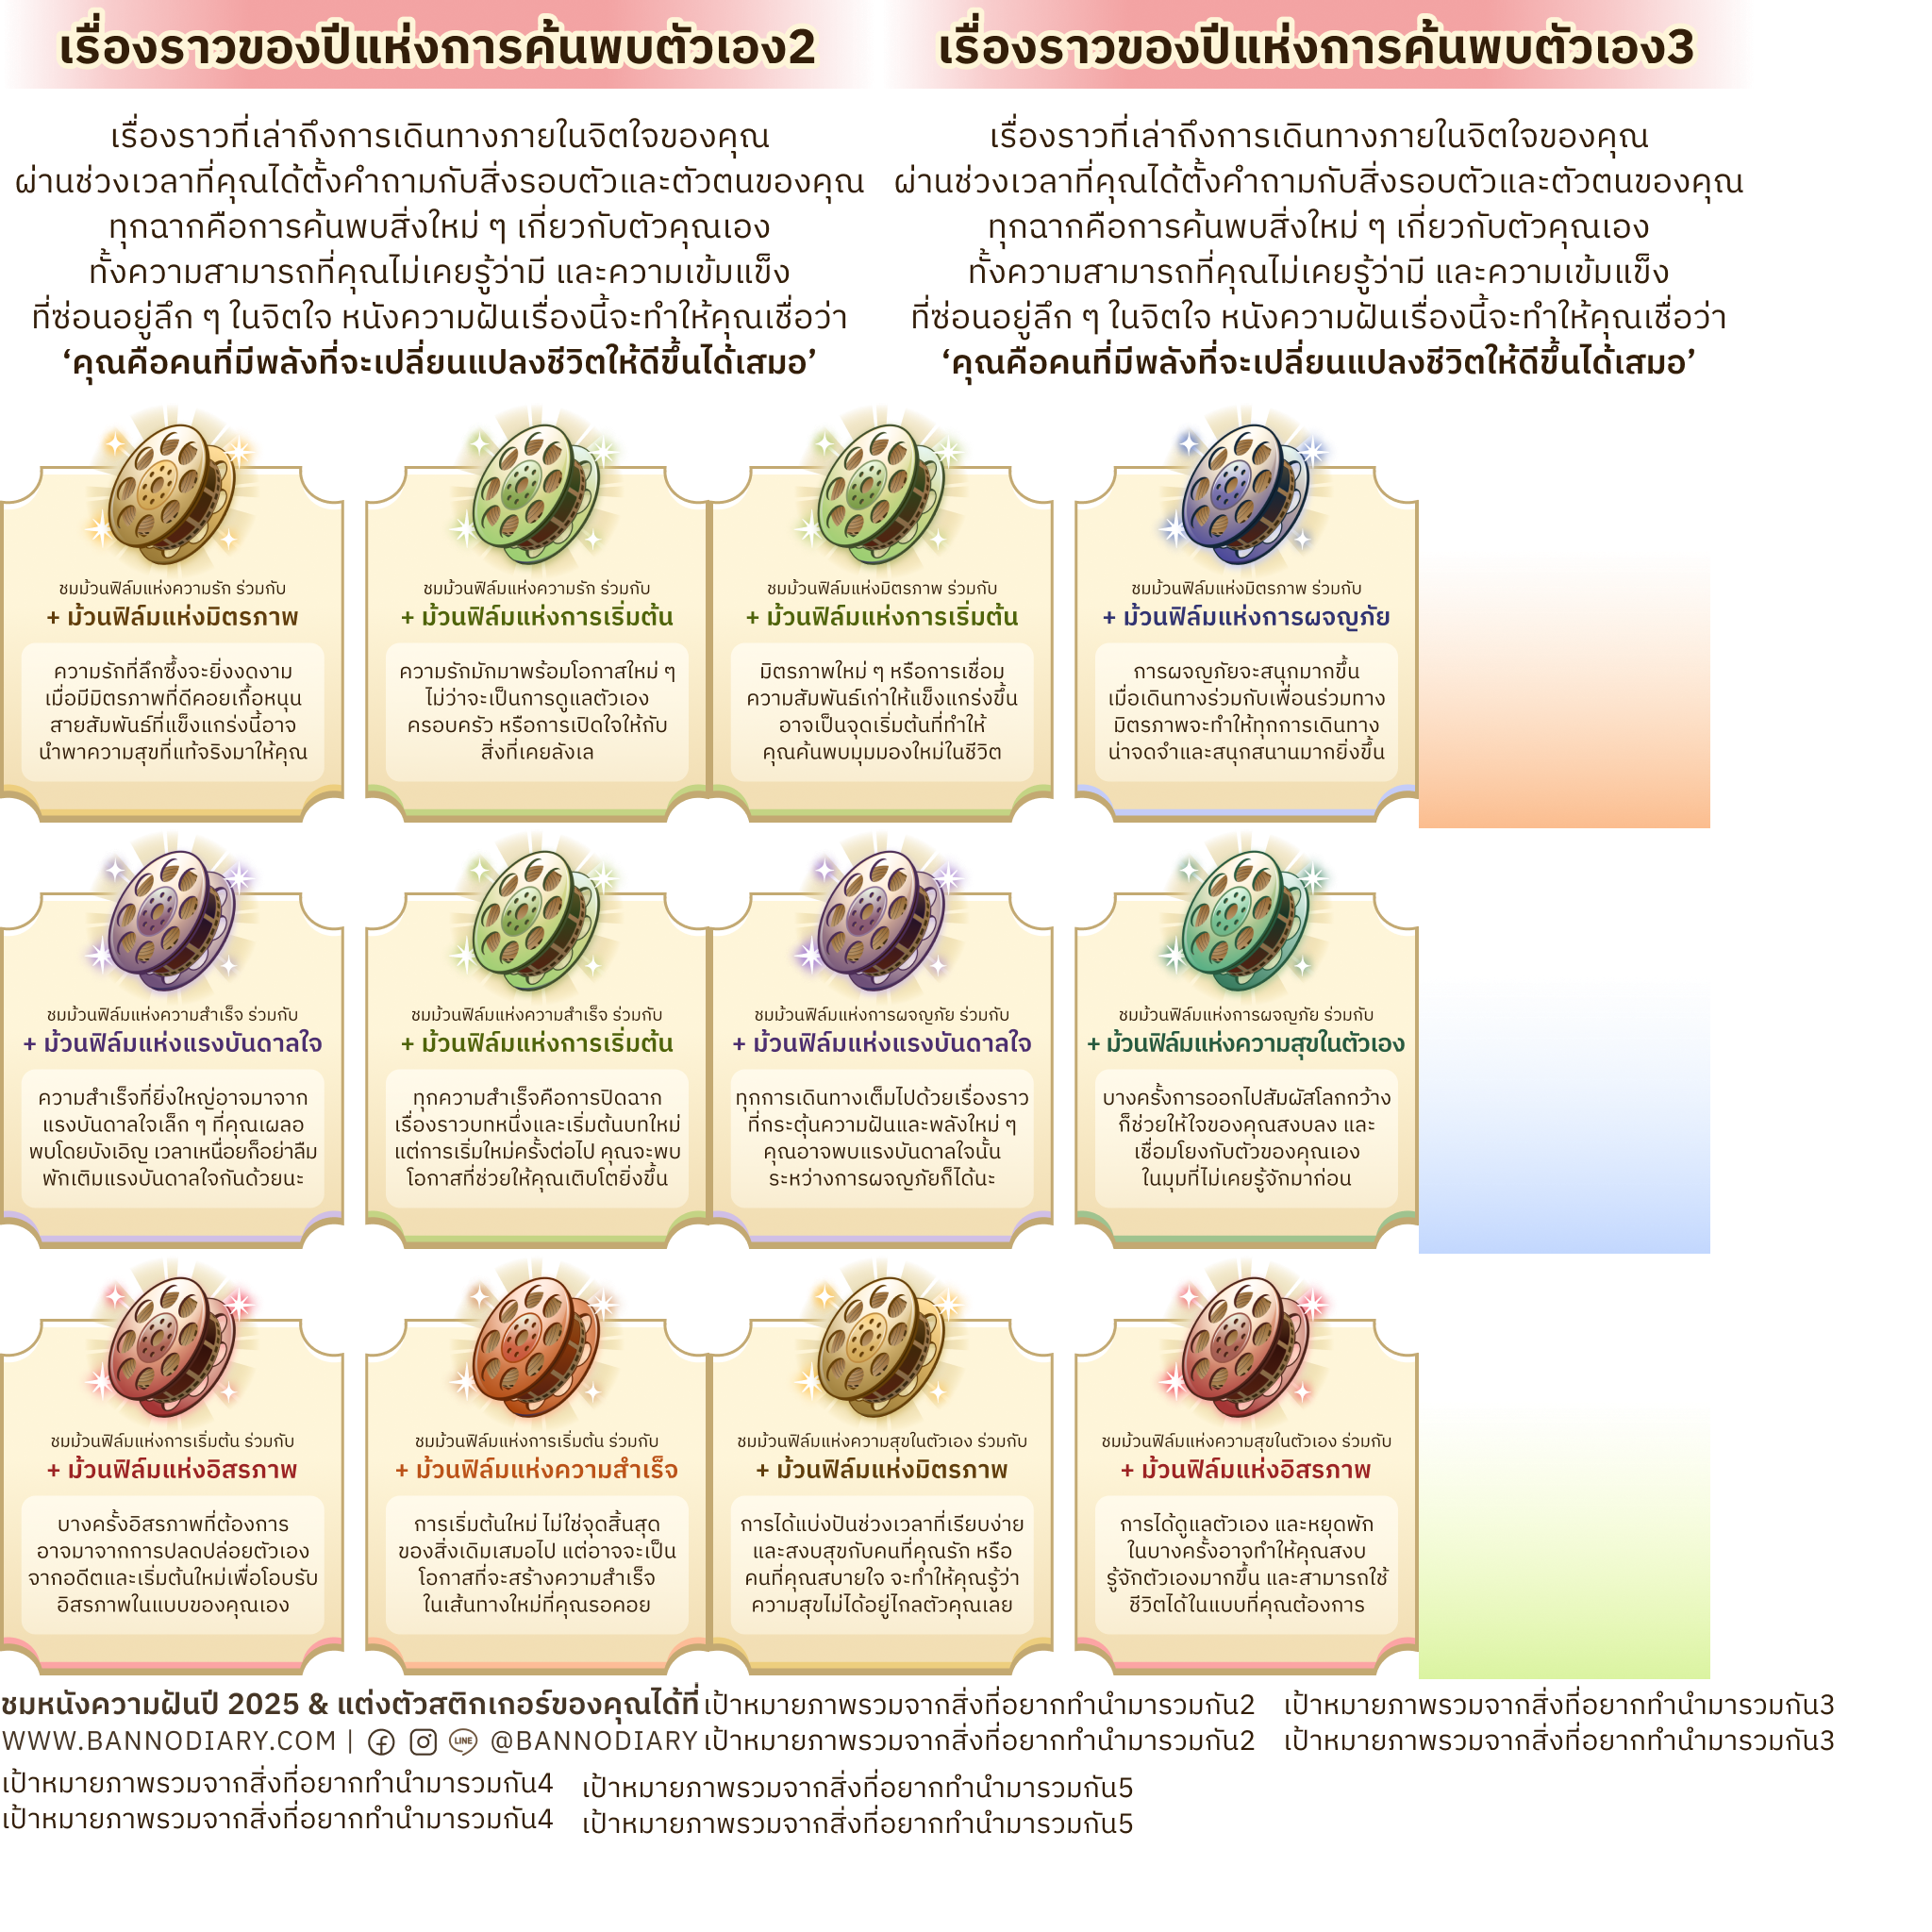 เรื่องราวของปีแห่งการค้นพบตัวเอง2
เรื่องราวที่เล่าถึงการเดินทางภายในจิตใจของคุณ
ผ่านช่วงเวลาที่คุณได้ตั้งคำถามกับสิ่งรอบตัวและตัวตนของคุณ
ทุกฉากคือการค้นพบสิ่งใหม่ ๆ เกี่ยวกับตัวคุณเอง
ทั้งความสามารถที่คุณไม่เคยรู้ว่ามี และความเข้มแข็ง
ที่ซ่อนอยู่ลึก ๆ ในจิตใจ หนังความฝันเรื่องนี้จะทำให้คุณเชื่อว่า
‘คุณคือคนที่มีพลังที่จะเปลี่ยนแปลงชีวิตให้ดีขึ้นได้เสมอ’
เรื่องราวของปีแห่งการค้นพบตัวเอง3
เรื่องราวที่เล่าถึงการเดินทางภายในจิตใจของคุณ
ผ่านช่วงเวลาที่คุณได้ตั้งคำถามกับสิ่งรอบตัวและตัวตนของคุณ
ทุกฉากคือการค้นพบสิ่งใหม่ ๆ เกี่ยวกับตัวคุณเอง
ทั้งความสามารถที่คุณไม่เคยรู้ว่ามี และความเข้มแข็ง
ที่ซ่อนอยู่ลึก ๆ ในจิตใจ หนังความฝันเรื่องนี้จะทำให้คุณเชื่อว่า
‘คุณคือคนที่มีพลังที่จะเปลี่ยนแปลงชีวิตให้ดีขึ้นได้เสมอ’
ชมม้วนฟิล์มแห่งความรัก ร่วมกับ
+ ม้วนฟิล์มแห่งมิตรภาพ
ความรักที่ลึกซึ้งจะยิ่งงดงาม
เมื่อมีมิตรภาพที่ดีคอยเกื้อหนุน
สายสัมพันธ์ที่แข็งแกร่งนี้อาจ
นำพาความสุขที่แท้จริงมาให้คุณ
ชมม้วนฟิล์มแห่งความรัก ร่วมกับ
+ ม้วนฟิล์มแห่งการเริ่มต้น
ความรักมักมาพร้อมโอกาสใหม่ ๆ
ไม่ว่าจะเป็นการดูแลตัวเอง
ครอบครัว หรือการเปิดใจให้กับ
สิ่งที่เคยลังเล
ชมม้วนฟิล์มแห่งมิตรภาพ ร่วมกับ
+ ม้วนฟิล์มแห่งการเริ่มต้น
มิตรภาพใหม่ ๆ หรือการเชื่อม
ความสัมพันธ์เก่าให้แข็งแกร่งขึ้น
อาจเป็นจุดเริ่มต้นที่ทำให้
คุณค้นพบมุมมองใหม่ในชีวิต
ชมม้วนฟิล์มแห่งมิตรภาพ ร่วมกับ
+ ม้วนฟิล์มแห่งการผจญภัย
การผจญภัยจะสนุกมากขึ้น
เมื่อเดินทางร่วมกับเพื่อนร่วมทาง
มิตรภาพจะทำให้ทุกการเดินทาง
น่าจดจำและสนุกสนานมากยิ่งขึ้น
ชมม้วนฟิล์มแห่งความสำเร็จ ร่วมกับ
+ ม้วนฟิล์มแห่งแรงบันดาลใจ
ความสำเร็จที่ยิ่งใหญ่อาจมาจาก
แรงบันดาลใจเล็ก ๆ ที่คุณเผลอ
พบโดยบังเอิญ เวลาเหนื่อยก็อย่าลืม
พักเติมแรงบันดาลใจกันด้วยนะ
ชมม้วนฟิล์มแห่งความสำเร็จ ร่วมกับ
+ ม้วนฟิล์มแห่งการเริ่มต้น
ทุกความสำเร็จคือการปิดฉาก
เรื่องราวบทหนึ่งและเริ่มต้นบทใหม่
แต่การเริ่มใหม่ครั้งต่อไป คุณจะพบ
โอกาสที่ช่วยให้คุณเติบโตยิ่งขึ้น
ชมม้วนฟิล์มแห่งการผจญภัย ร่วมกับ
+ ม้วนฟิล์มแห่งแรงบันดาลใจ
ทุกการเดินทางเต็มไปด้วยเรื่องราว
ที่กระตุ้นความฝันและพลังใหม่ ๆ
คุณอาจพบแรงบันดาลใจนั้น
ระหว่างการผจญภัยก็ได้นะ
ชมม้วนฟิล์มแห่งการผจญภัย ร่วมกับ
+ ม้วนฟิล์มแห่งความสุขในตัวเอง
บางครั้งการออกไปสัมผัสโลกกว้าง
ก็ช่วยให้ใจของคุณสงบลง และ
เชื่อมโยงกับตัวของคุณเอง
ในมุมที่ไม่เคยรู้จักมาก่อน
ชมม้วนฟิล์มแห่งการเริ่มต้น ร่วมกับ
+ ม้วนฟิล์มแห่งอิสรภาพ
บางครั้งอิสรภาพที่ต้องการ
อาจมาจากการปลดปล่อยตัวเอง
จากอดีตและเริ่มต้นใหม่เพื่อโอบรับ
อิสรภาพในแบบของคุณเอง
ชมม้วนฟิล์มแห่งการเริ่มต้น ร่วมกับ
+ ม้วนฟิล์มแห่งความสำเร็จ
การเริ่มต้นใหม่ ไม่ใช่จุดสิ้นสุด
ของสิ่งเดิมเสมอไป แต่อาจจะเป็น
โอกาสที่จะสร้างความสำเร็จ
ในเส้นทางใหม่ที่คุณรอคอย
ชมม้วนฟิล์มแห่งความสุขในตัวเอง ร่วมกับ
+ ม้วนฟิล์มแห่งมิตรภาพ
การได้แบ่งปันช่วงเวลาที่เรียบง่าย
และสงบสุขกับคนที่คุณรัก หรือ
คนที่คุณสบายใจ จะทำให้คุณรู้ว่า
ความสุขไม่ได้อยู่ไกลตัวคุณเลย
ชมม้วนฟิล์มแห่งความสุขในตัวเอง ร่วมกับ
+ ม้วนฟิล์มแห่งอิสรภาพ
การได้ดูแลตัวเอง และหยุดพัก
ในบางครั้งอาจทำให้คุณสงบ
รู้จักตัวเองมากขึ้น และสามารถใช้
ชีวิตได้ในแบบที่คุณต้องการ
ชมหนังความฝันปี 2025 & แต่งตัวสติกเกอร์ของคุณได้ที่
WWW.BANNODIARY.COM | LINE @BANNODIARY
เป้าหมายภาพรวมจากสิ่งที่อยากทำนำมารวมกัน2
เป้าหมายภาพรวมจากสิ่งที่อยากทำนำมารวมกัน2
เป้าหมายภาพรวมจากสิ่งที่อยากทำนำมารวมกัน3
เป้าหมายภาพรวมจากสิ่งที่อยากทำนำมารวมกัน3
เป้าหมายภาพรวมจากสิ่งที่อยากทำนำมารวมกัน4
เป้าหมายภาพรวมจากสิ่งที่อยากทำนำมารวมกัน4
เป้าหมายภาพรวมจากสิ่งที่อยากทำนำมารวมกัน5
เป้าหมายภาพรวมจากสิ่งที่อยากทำนำมารวมกัน5